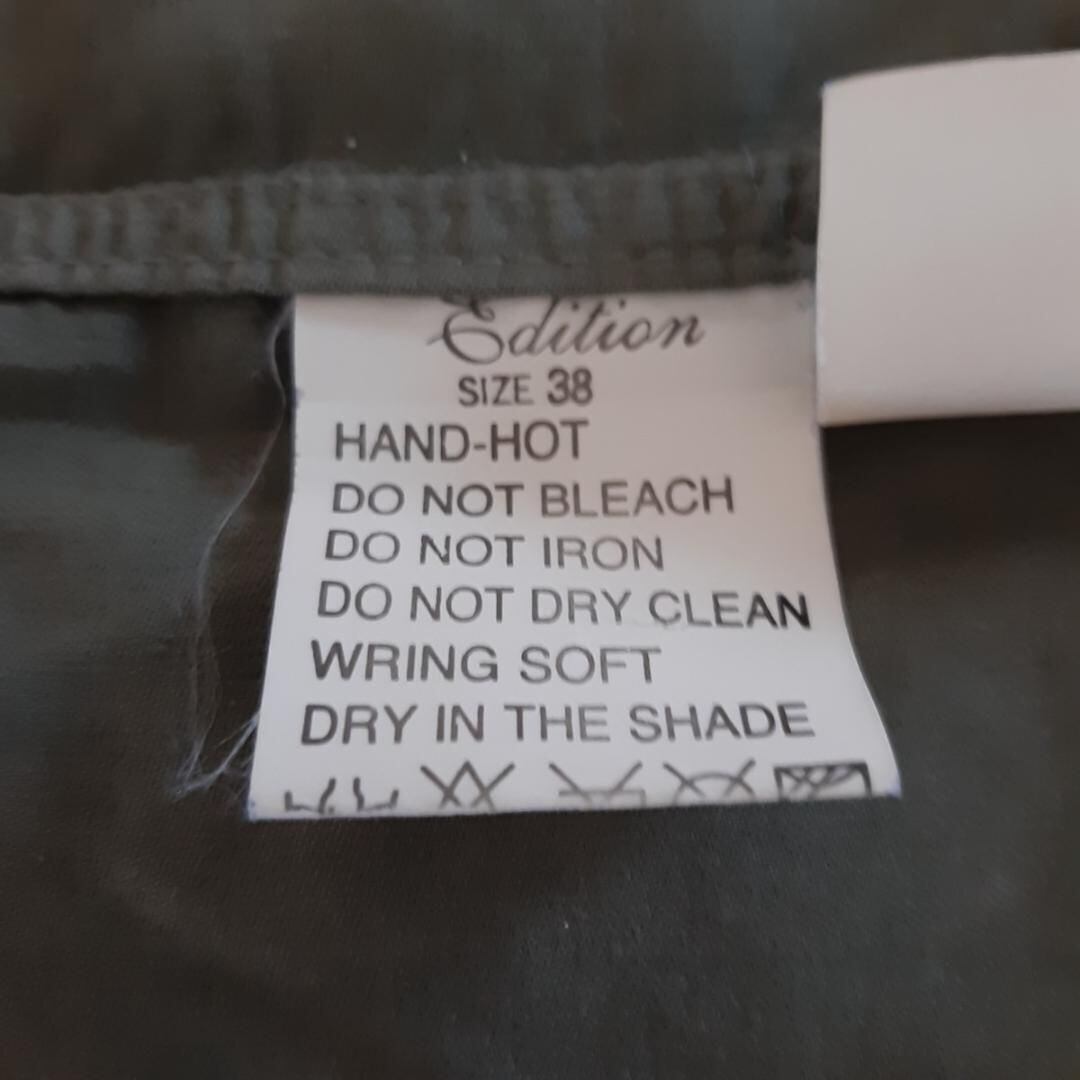 Edition
SIZE 38
HAND-HOT
DO NOT BLEACH
DO NOT IRON
DO NOT DRY CLEAN
WRING SOFT
DRY IN THE SHADE